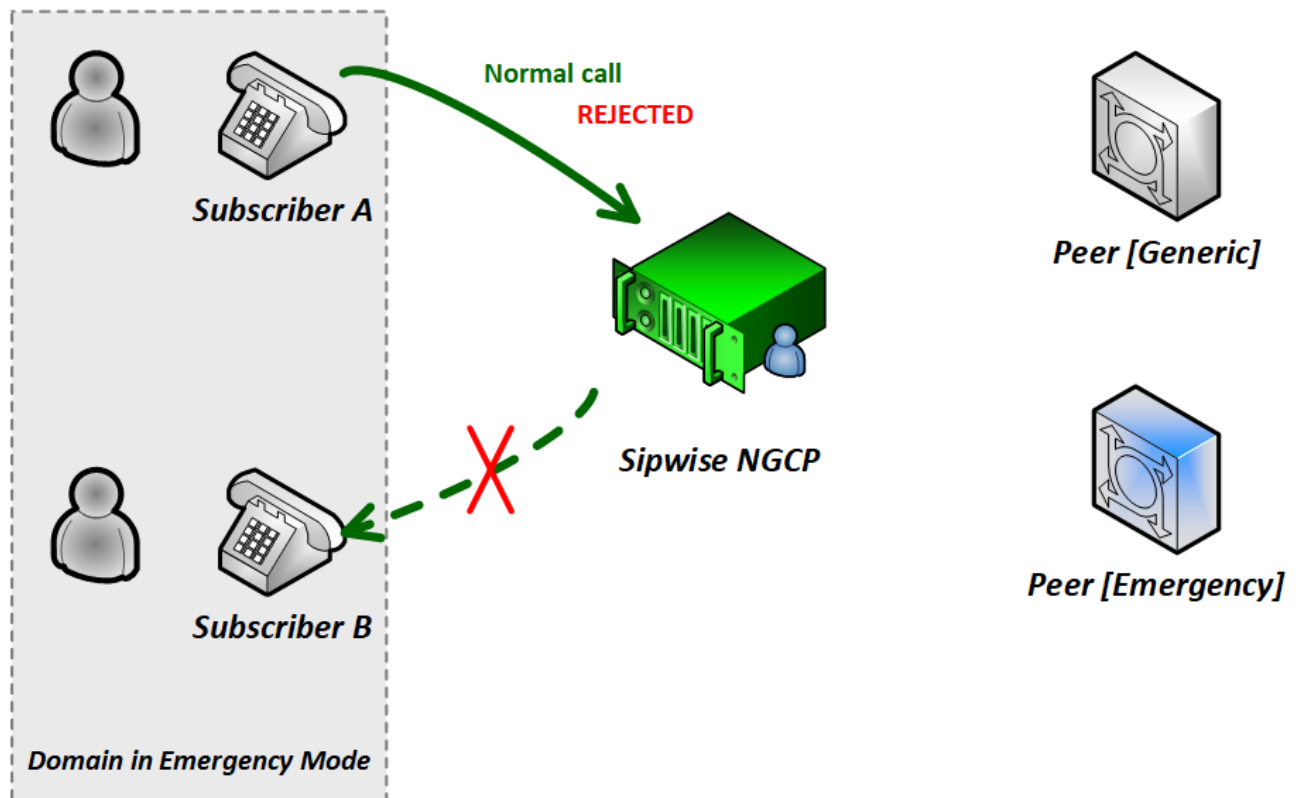 Normal call
REJECTED
Subscriber A
Peer [Generic]
Sipwise NGCP
Peer [Emergency]
Subscriber B
Domain in Emergency Mode